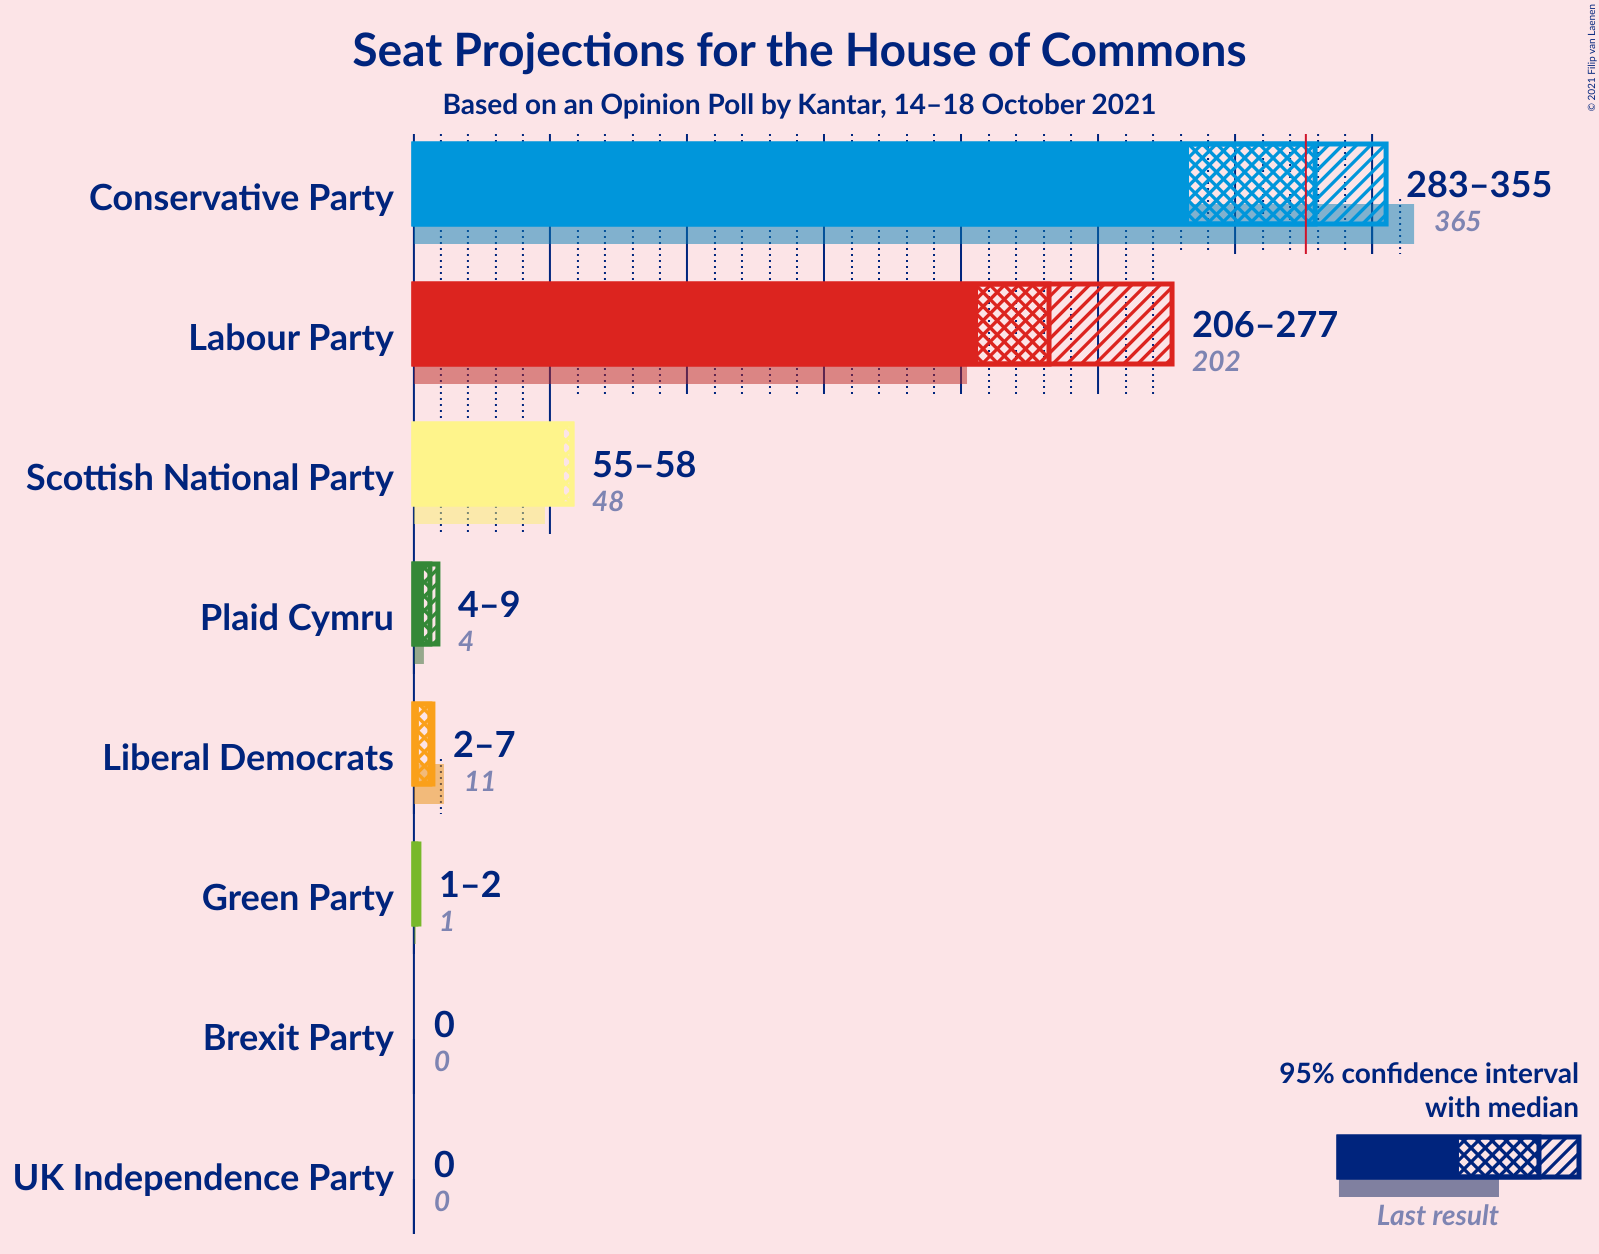 Seat Projections for the House of Commons
Based on an Opinion Poll by Kantar, 14–18 October 2021
© 2021 Filip van Laenen
Conservative Party
283–355
365
Labour Party
206–277
202
Scottish National Party
55–58
48
Plaid Cymru
4–9
4
Liberal Democrats
2–7
11
Green Party
1–2
1
Brexit Party
0
0
UK Independence Party
0
0
95% confidence interval
with median
Last result